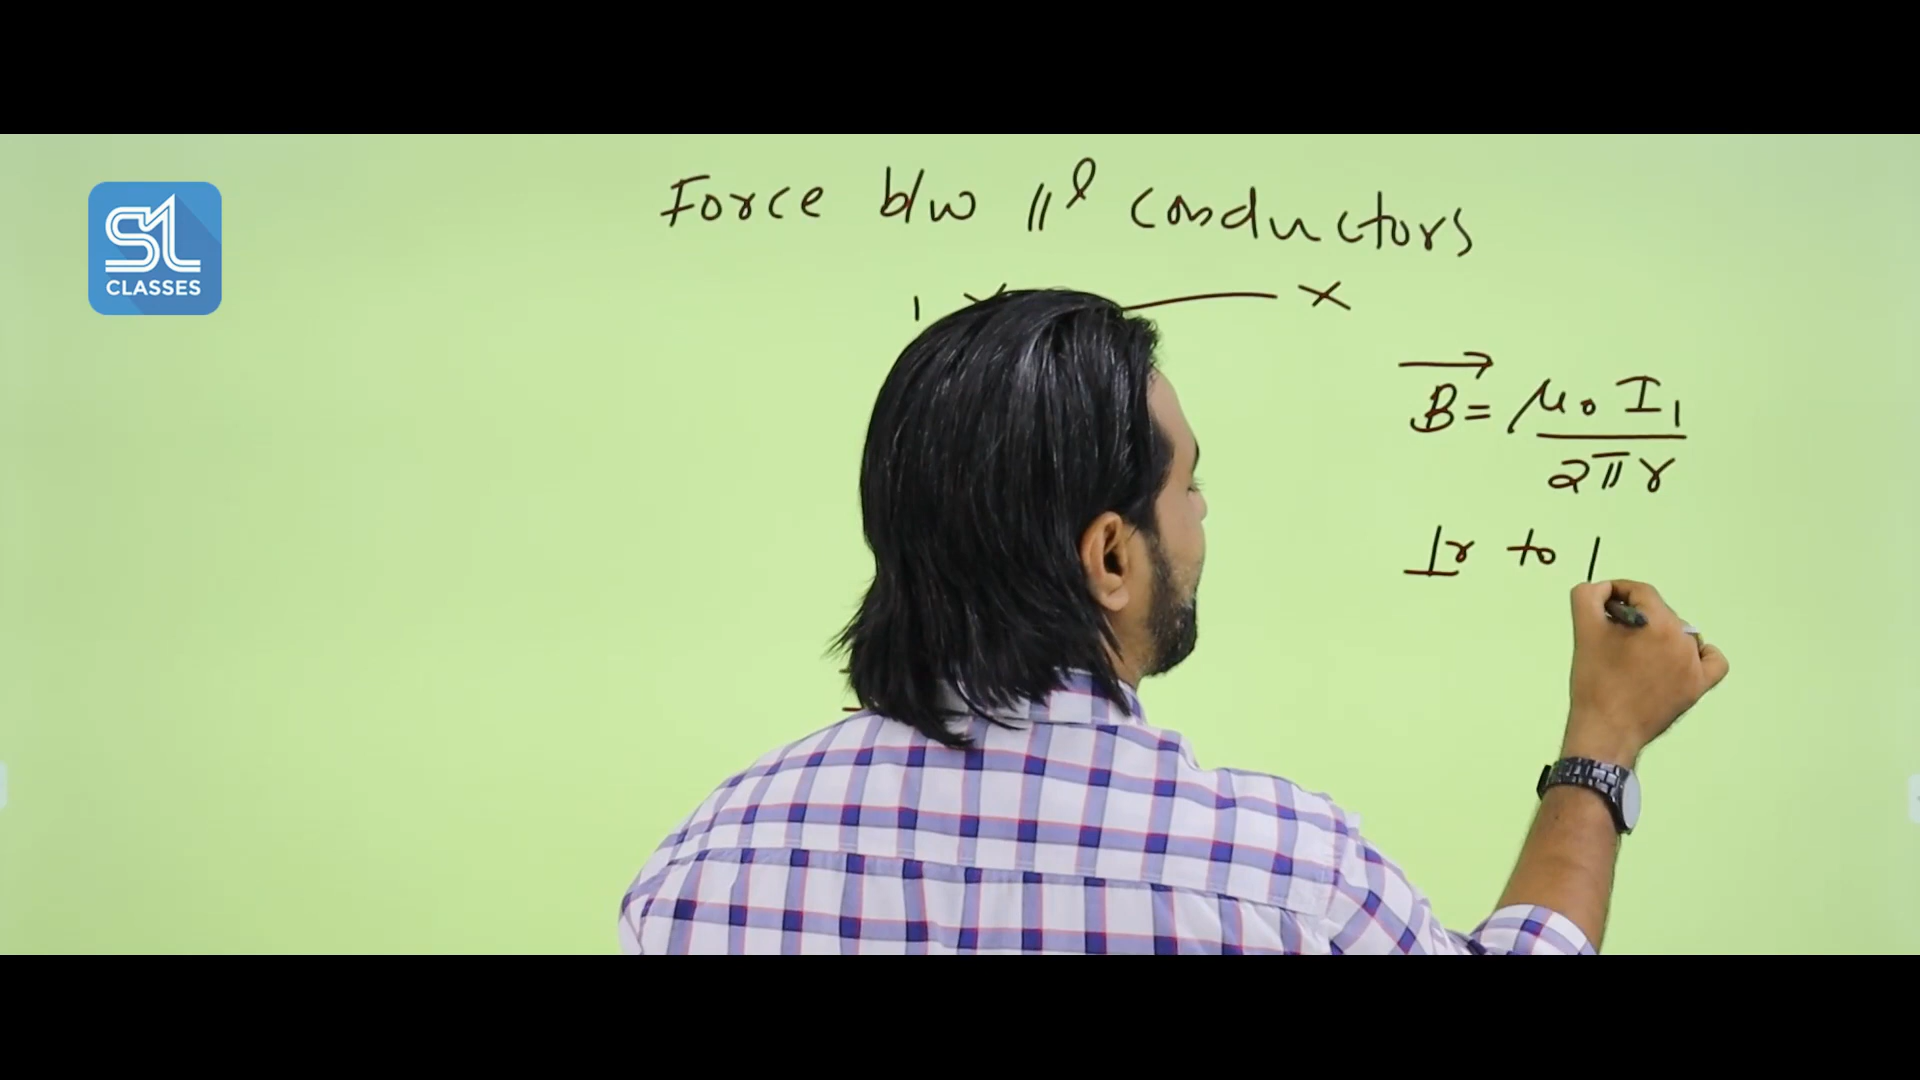 SL
CLASSES
Force b/w ||l conductors
B = μ₀ I₁
2πr
⊥r to